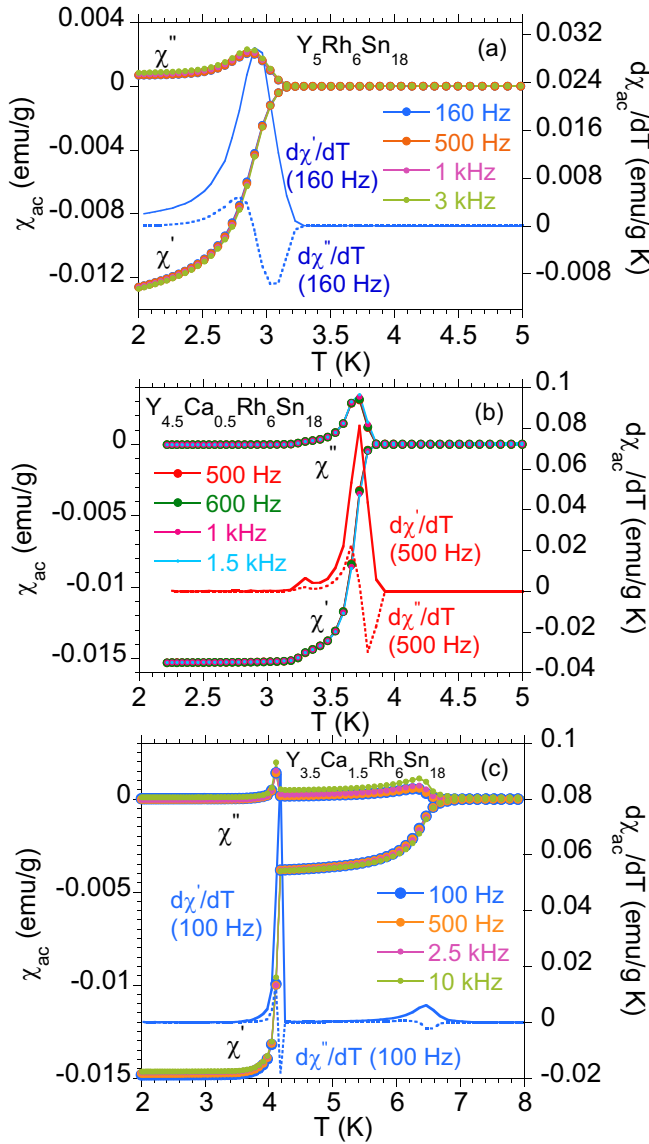 0.004
0
-0.004
-0.008
-0.012
χac (emu/g)
χ"
Y5Rh6Sn18
(a)
160 Hz
500 Hz
1 kHz
3 kHz
dχ'/dT
(160 Hz)
χ'
dχ"/dT
(160 Hz)
0.032
0.024
0.016
0.008
0
-0.008
dχac/dT (emu/g K)
2 2.5 3 3.5 4 4.5 5
T (K)
0
-0.005
-0.01
-0.015
χac (emu/g)
Y4.5Ca0.5Rh6Sn18
(b)
χ"
500 Hz
600 Hz
1 kHz
1.5 kHz
dχ'/dT
(500 Hz)
χ'
dχ"/dT
(500 Hz)
0.1
0.08
0.06
0.04
0.02
0
-0.02
-0.04
dχac/dT (emu/g K)
2 2.5 3 3.5 4 4.5 5
T (K)
0
-0.005
-0.01
-0.015
χac (emu/g)
Y3.5Ca1.5Rh6Sn18
(c)
χ"
dχ'/dT
(100 Hz)
100 Hz
500 Hz
2.5 kHz
10 kHz
χ'
dχ"/dT (100 Hz)
0.1
0.08
0.06
0.04
0.02
0
-0.02
dχac/dT (emu/g K)
2 3 4 5 6 7 8
T (K)